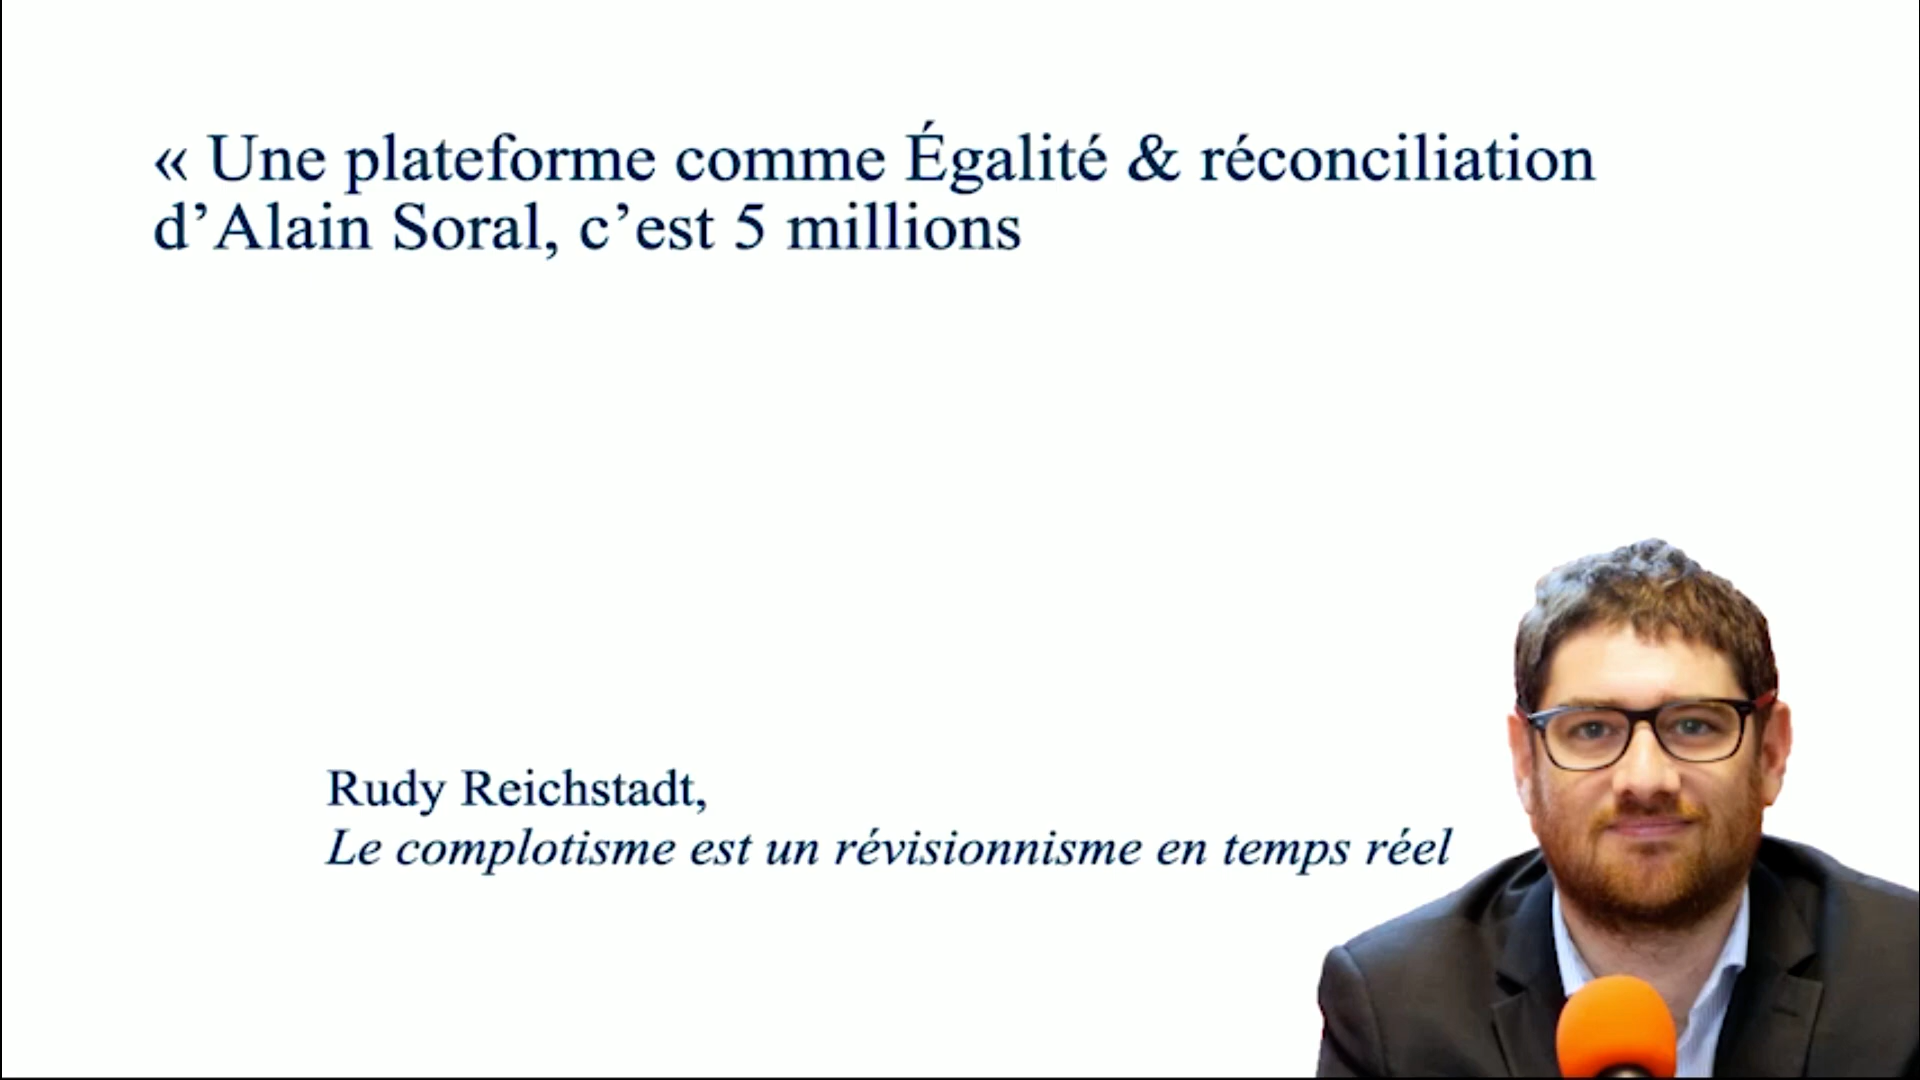 « Une plateforme comme Égalité & réconciliation
d’Alain Soral, c’est 5 millions
Rudy Reichstadt,
Le complotisme est un révisionnisme en temps réel